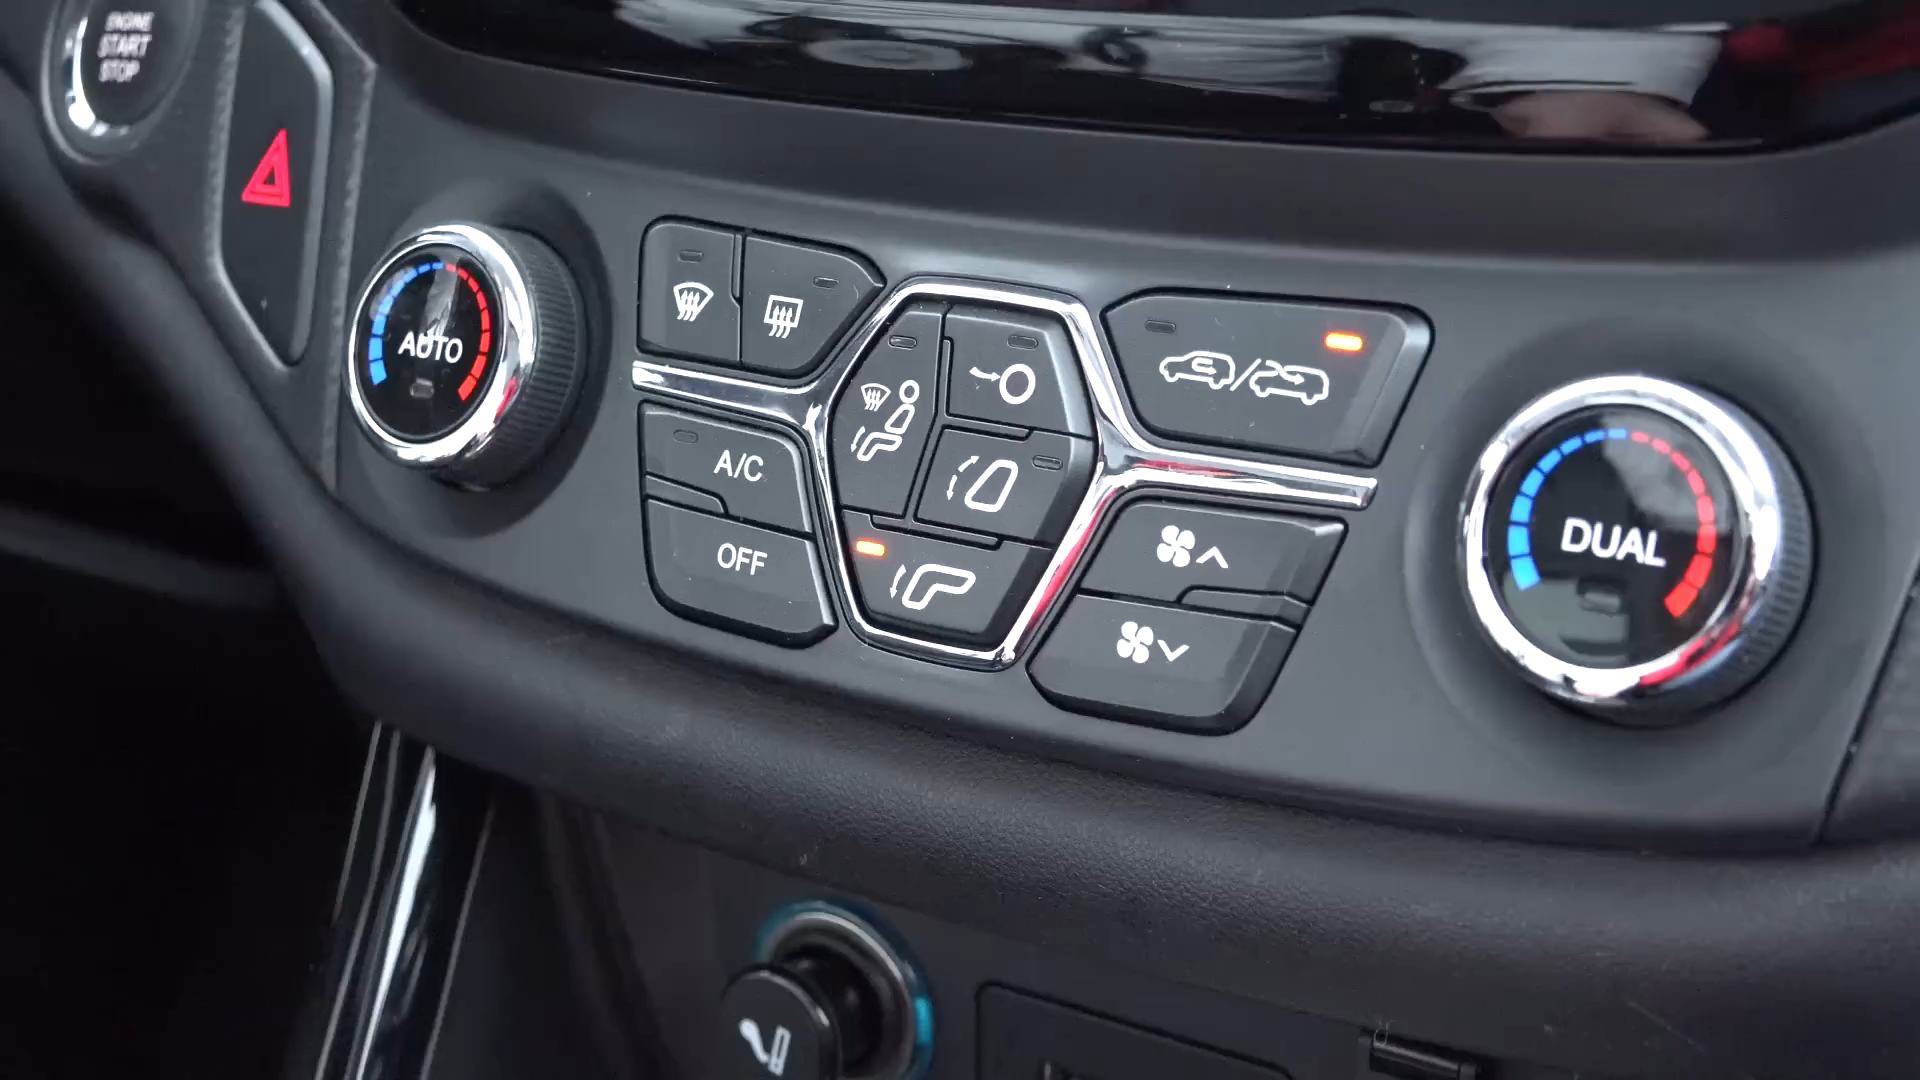 ENGINE
START
STOP
AUTO
A/C
OFF
DUAL